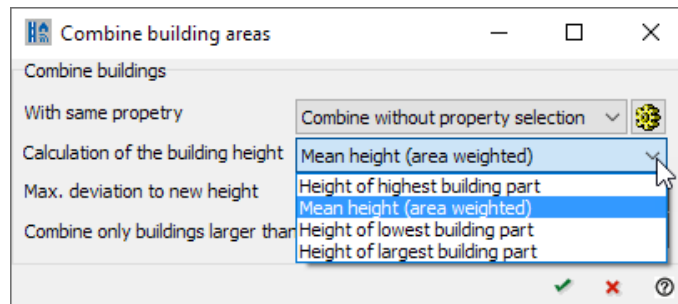 Combine building areas
Combine buildings
With same propetry
Combine without property selection
Calculation of the building height
Mean height (area weighted)
Max. deviation to new height
Height of highest building part
Mean height (area weighted)
Combine only buildings larger than
Height of lowest building part
Height of largest building part